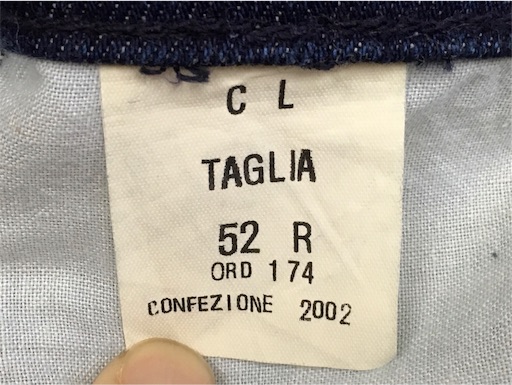 C L
TAGLIA
52 R
ORD 174
CONFEZIONE 2002